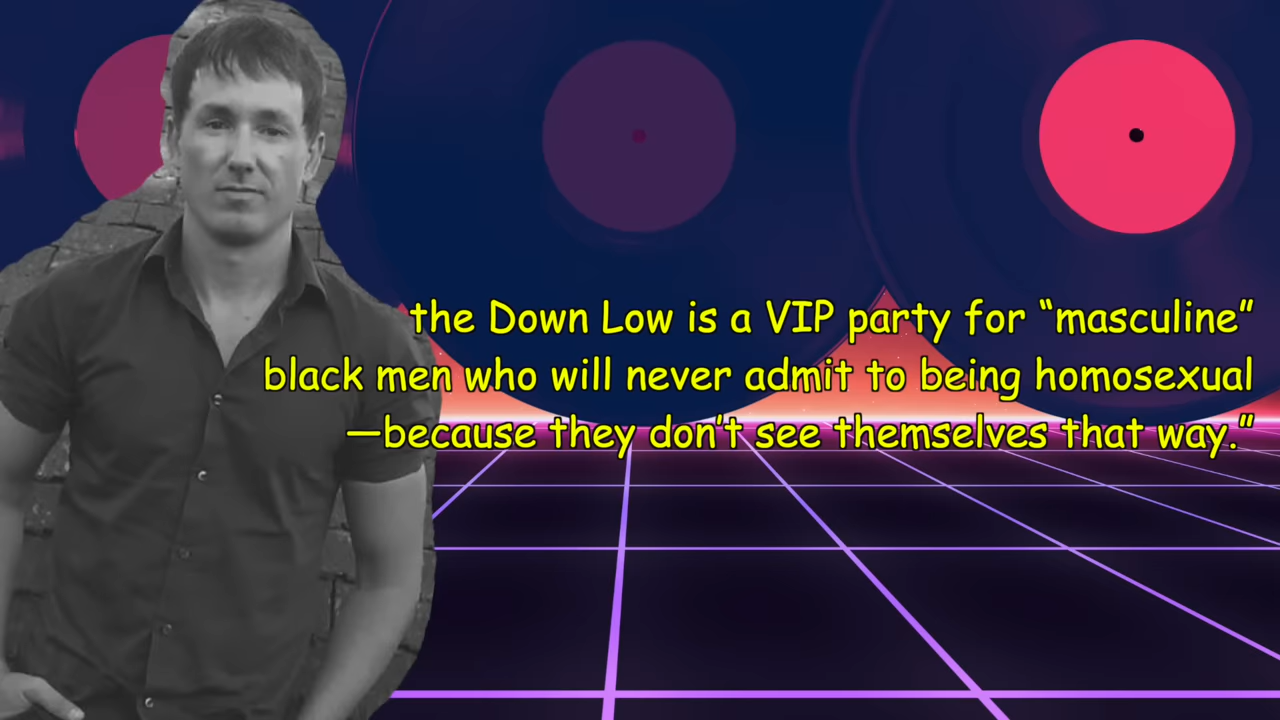 the Down Low is a VIP party for “masculine”
black men who will never admit to being homosexual
—because they don’t see themselves that way.”